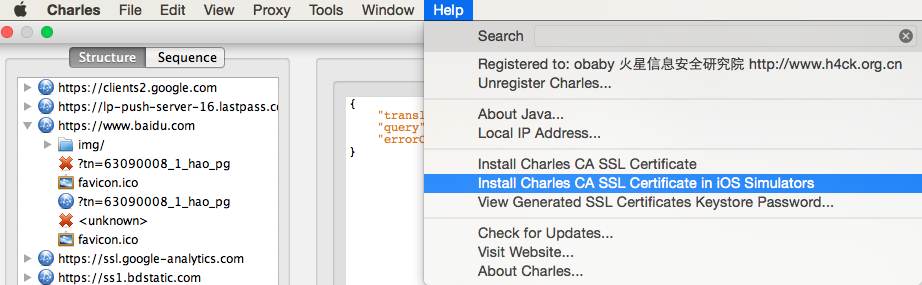 Charles File Edit View Proxy Tools Window Help
Search
Structure Sequence
Registered to: obaby 火星信息安全研究院 http://www.h4ck.org.cn
Unregister Charles...
https://clients2.google.com
https://lp-push-server-16.lastpass.c
https://www.baidu.com
img/
?tn=63090008_1_hao_pg
favicon.ico
?tn=63090008_1_hao_pg
<unknown>
favicon.ico
https://ssl.google-analytics.com
https://ss1.bdstatic.com
{
"transl
"query"
"errorC
}
About Java...
Local IP Address...
Install Charles CA SSL Certificate
Install Charles CA SSL Certificate in iOS Simulators
View Generated SSL Certificates Keystore Password...
Check for Updates...
Visit Website...
About Charles...